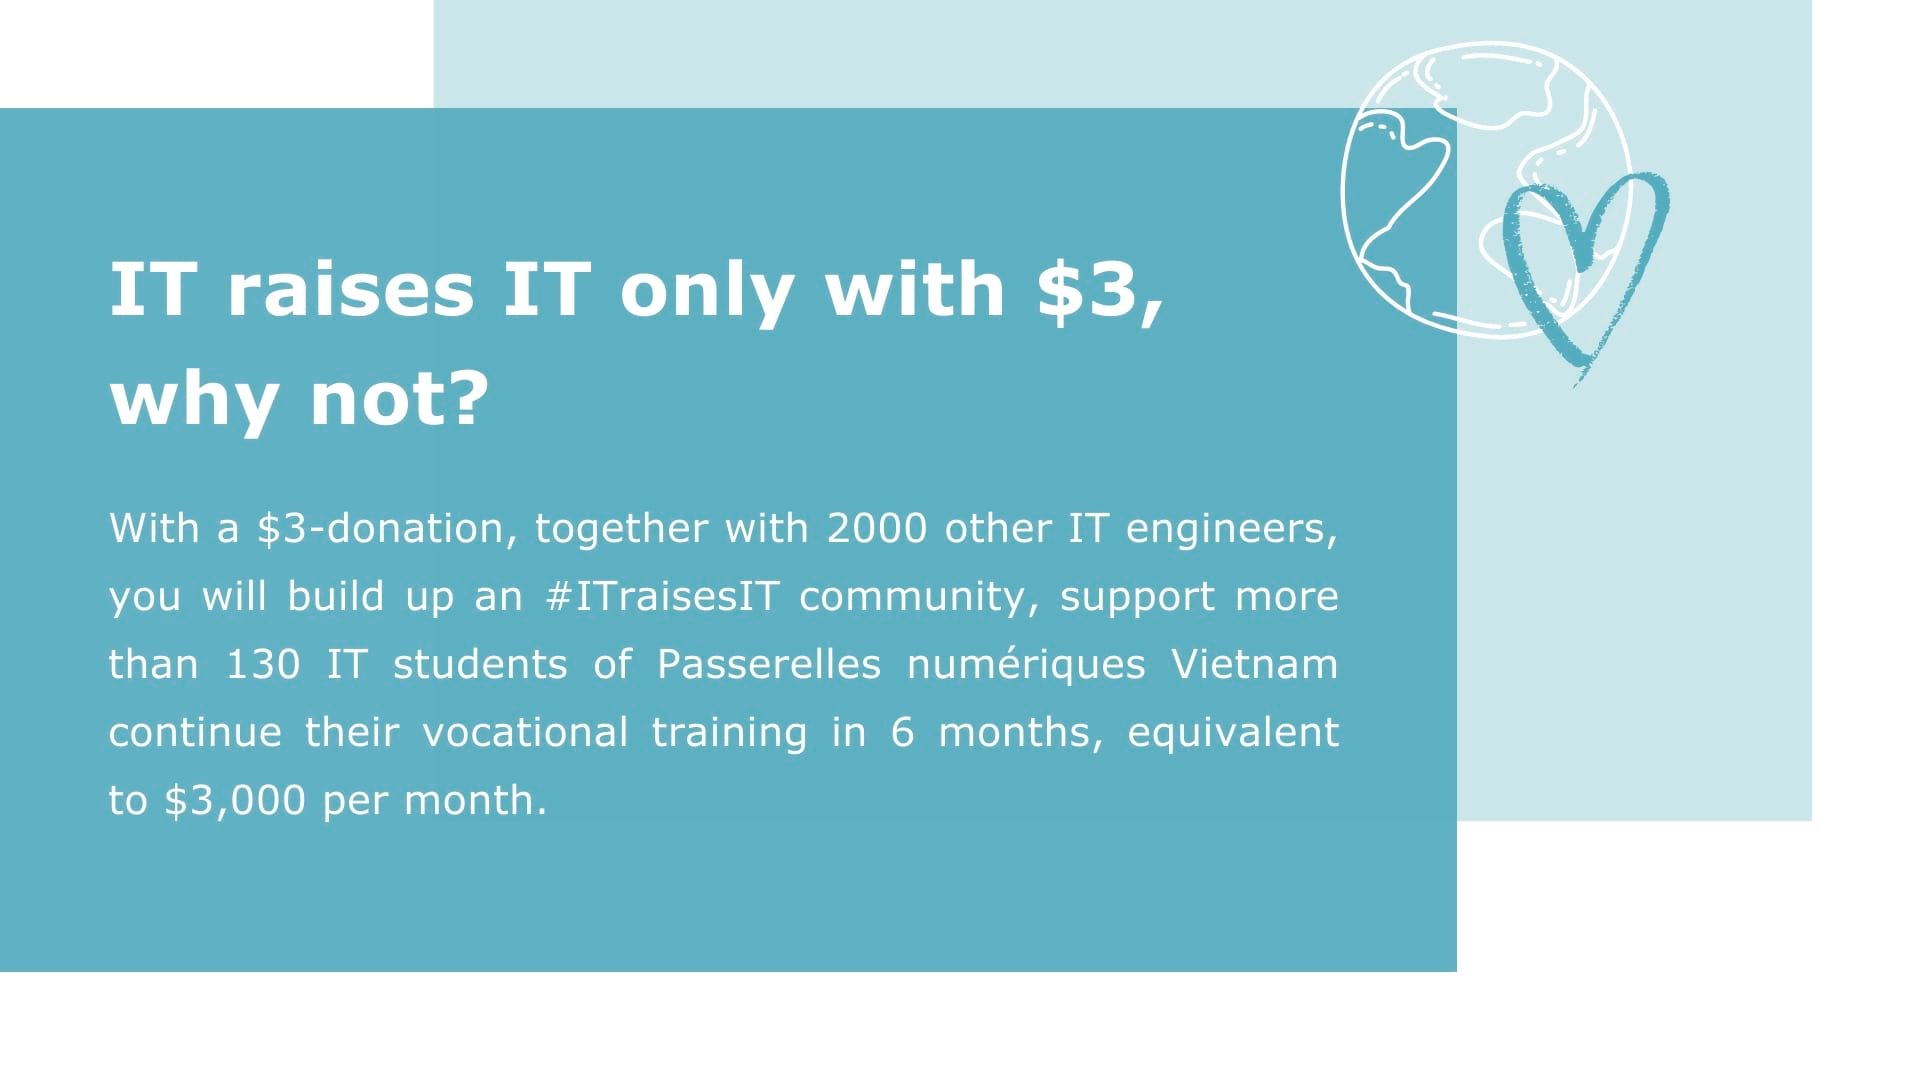 IT raises IT only with $3,
why not?
With a $3-donation, together with 2000 other IT engineers,
you will build up an #ITraisesIT community, support more
than 130 IT students of Passerelles numériques Vietnam
continue their vocational training in 6 months, equivalent
to $3,000 per month.